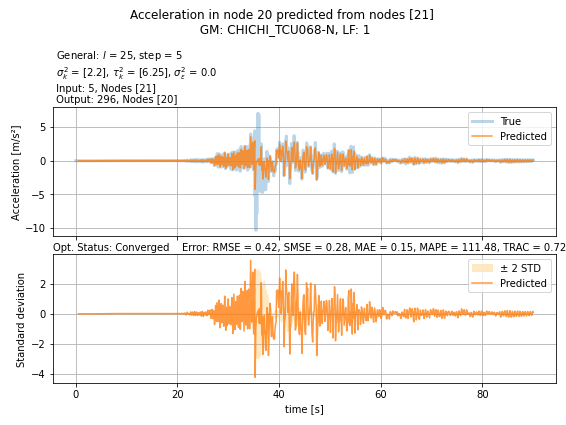 Acceleration in node 20 predicted from nodes [21]
GM: CHICHI_TCU068-N, LF: 1
General: l = 25, step = 5
σ²ₖ = [2.2], τ²ₖ = [6.25], σ²ₑ = 0.0
Input: 5, Nodes [21]
Output: 296, Nodes [20]
Acceleration [m/s²]
5
0
−5
−10
True
Predicted
Opt. Status: Converged Error: RMSE = 0.42, SMSE = 0.28, MAE = 0.15, MAPE = 111.48, TRAC = 0.72
Standard deviation
2
0
−2
−4
± 2 STD
Predicted
0 20 40 60 80
time [s]